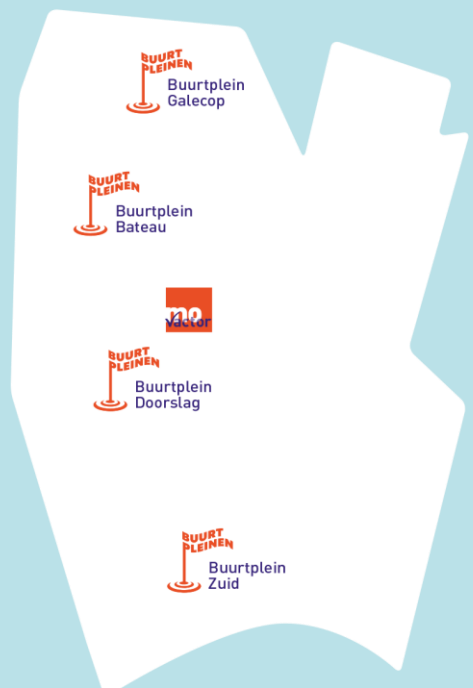 BUURT
PLEINEN
Buurtplein
Galecop
BUURT
PLEINEN
Buurtplein
Bateau
mo
Vactor
BUURT
PLEINEN
Buurtplein
Doorslag
BUURT
PLEINEN
Buurtplein
Zuid